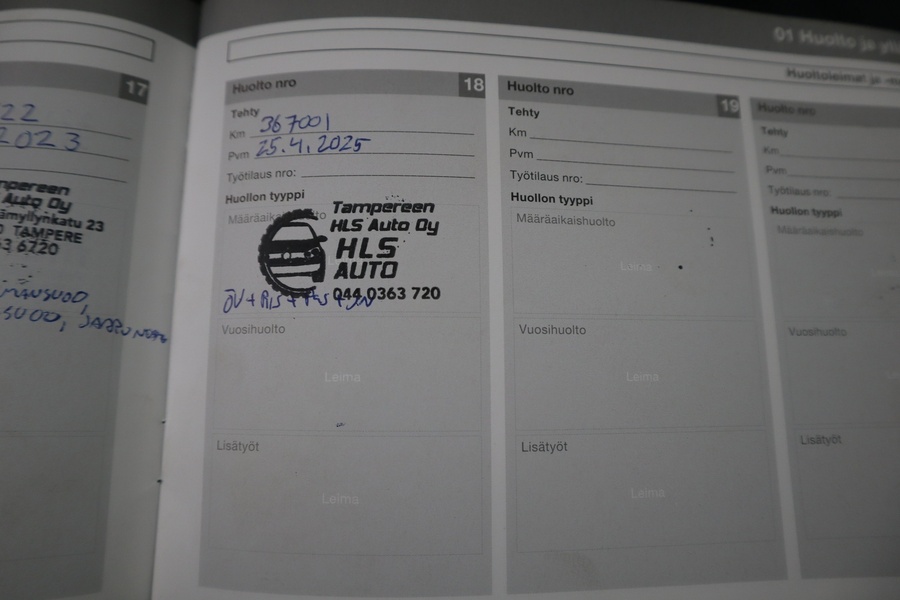 17
22
2023
mpereen
Auto Oy
ämyllynkatu 23
TAMPERE
63 6720
01 Huolto ja
Huoltoleimat ja
Huolto nro 18
Tehty
Km 367001
Pvm 25.4.2025
Työtilaus nro:
Huollon tyyppi
Määräaikaishuolto
Tampereen
HLS Auto Oy
HLS
AUTO
044 0363 720
Vuosihuolto
Leima
Lisätyöt
Leima
Huolto nro 19
Tehty
Km
Pvm
Työtilaus nro:
Huollon tyyppi
Määräaikaishuolto
Leima
Vuosihuolto
Leima
Lisätyöt
Leima
Huolto nro
Tehty
Km
Pvm
Työtilaus nro:
Huollon tyyppi
Määräaikaishuolto
Vuosihuolto
Lisätyöt